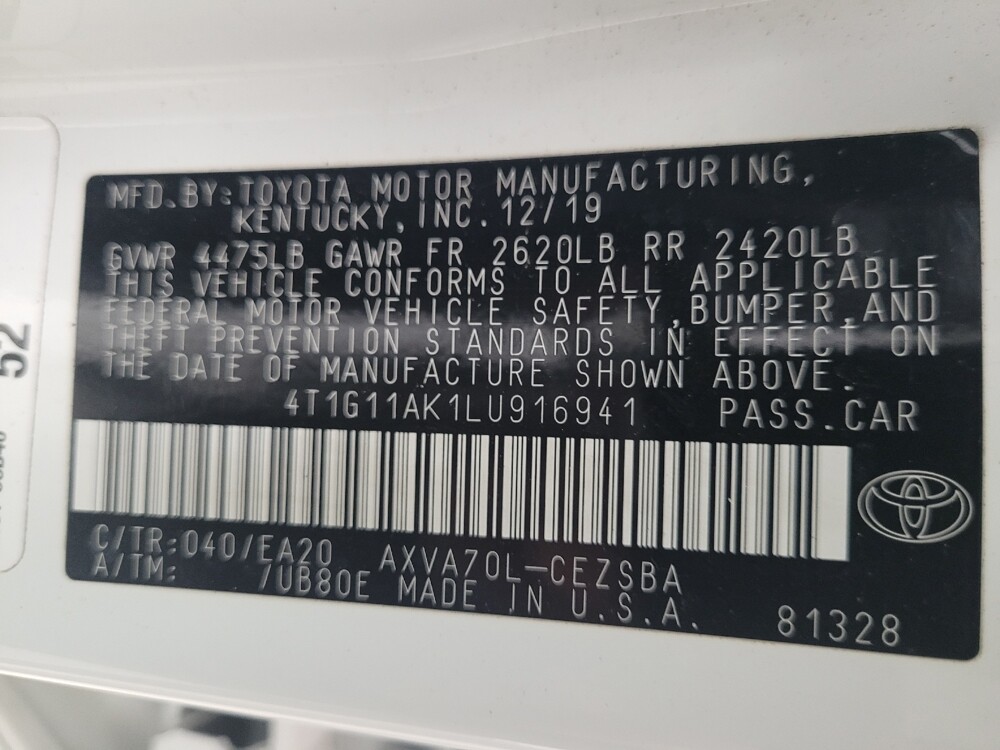 MFD.BY:TOYOTA MOTOR MANUFACTURING,
KENTUCKY, INC. 12/19
GVWR 4475LB GAWR FR 2620LB RR 2420LB
THIS VEHICLE CONFORMS TO ALL APPLICABLE
FEDERAL MOTOR VEHICLE SAFETY,BUMPER,AND
THEFT PREVENTION STANDARDS IN EFFECT ON
THE DATE OF MANUFACTURE SHOWN ABOVE.
4T1G11AK1LU916941 PASS.CAR
C/TR:040/EA20 AXVA70L-CEZSBA
A/TM: /UB80E MADE IN U.S.A.
81328
52